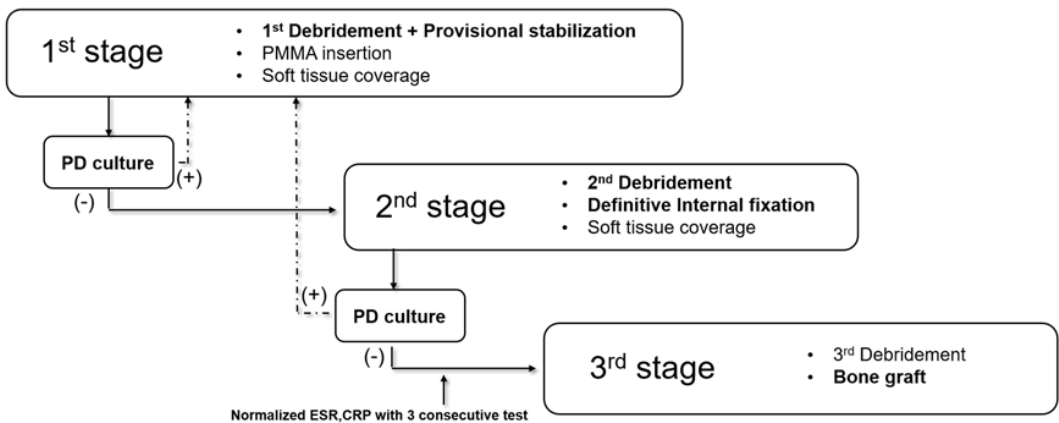 1st stage
• 1st Debridement + Provisional stabilization
• PMMA insertion
• Soft tissue coverage
PD culture
(+)
(-)
2nd stage
• 2nd Debridement
• Definitive Internal fixation
• Soft tissue coverage
(+)
PD culture
(-)
3rd stage
• 3rd Debridement
• Bone graft
Normalized ESR,CRP with 3 consecutive test